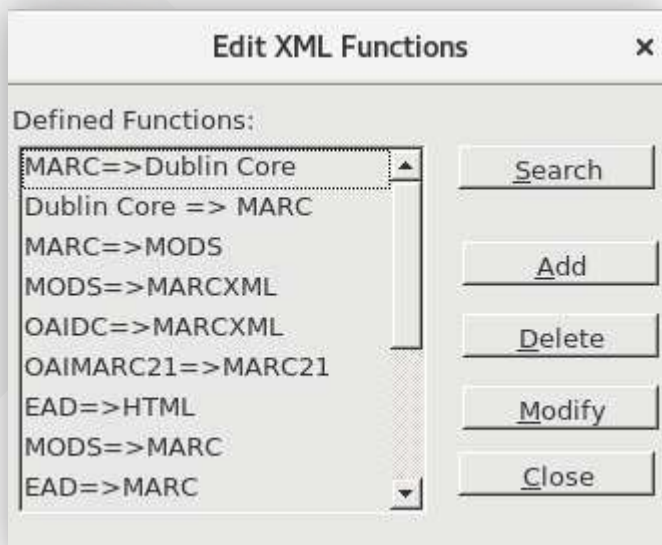 Edit XML Functions
×
Defined Functions:
MARC=>Dublin Core
Dublin Core => MARC
MARC=>MODS
MODS=>MARCXML
OAIDC=>MARCXML
OAIMARC21=>MARC21
EAD=>HTML
MODS=>MARC
EAD=>MARC
Search
Add
Delete
Modify
Close